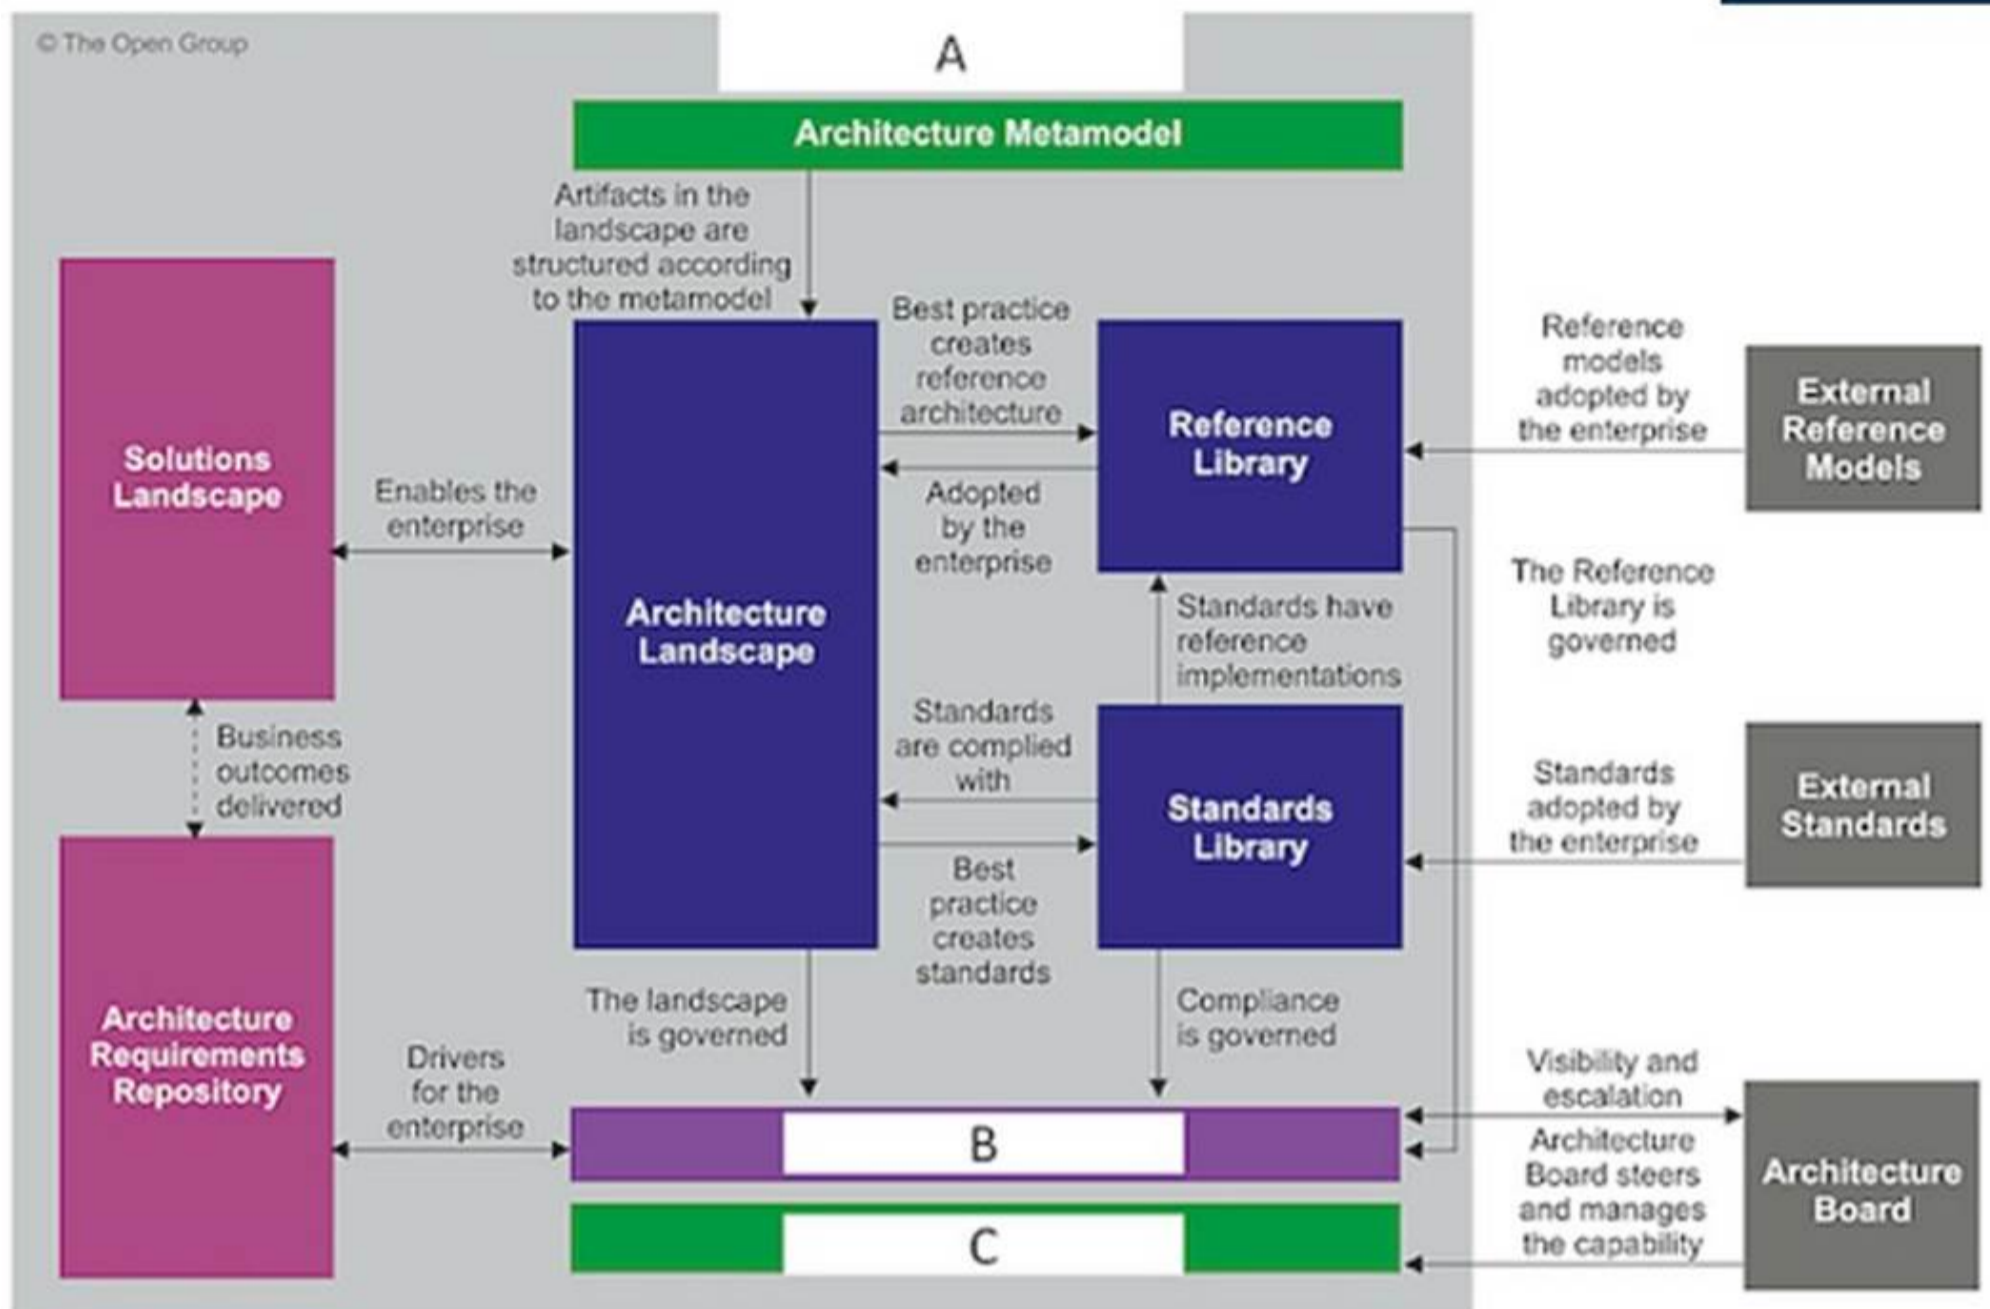 © The Open Group
A
Architecture Metamodel
Artifacts in the
landscape are
structured according
to the metamodel
Best practice
creates
reference
architecture
Reference
models
adopted by
the enterprise
External
Reference
Models
Reference
Library
Solutions
Landscape
Enables the
enterprise
Adopted
by the
enterprise
The Reference
Library is
governed
Architecture
Landscape
Standards have
reference
implementations
Standards
are complied
with
Business
outcomes
delivered
Standards
Library
Standards
adopted by
the enterprise
External
Standards
Best
practice
creates
standards
Architecture
Requirements
Repository
Drivers
for the
enterprise
The landscape
is governed
Compliance
is governed
Visibility and
escalation
B
Architecture
Board steers
and manages
the capability
Architecture
Board
C